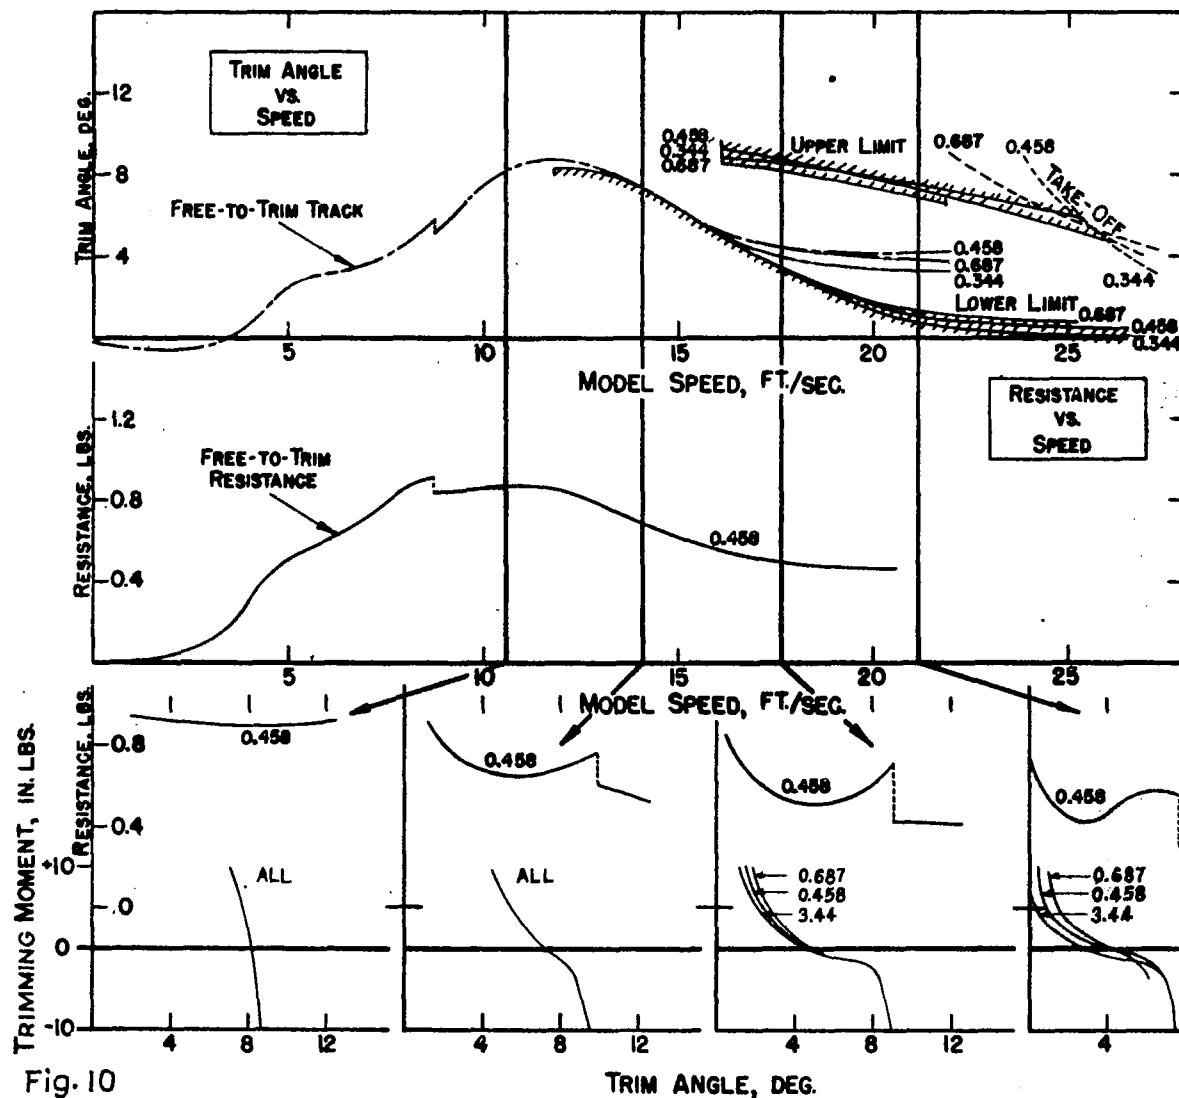 TRIM ANGLE
VS.
SPEED
TRIM ANGLE, DEG.
12
8
4
FREE-TO-TRIM TRACK
0.458
0.344
0.687
UPPER LIMIT
0.687
0.458
TAKE-OFF
0.344
0.458
0.687
0.344
LOWER LIMIT
0.687
0.458
0.344
5
10
15
20
25
MODEL SPEED, FT./SEC.
RESISTANCE
VS.
SPEED
RESISTANCE, LBS.
1.2
0.8
0.4
FREE-TO-TRIM
RESISTANCE
0.458
5
10
15
20
25
MODEL SPEED, FT./SEC.
RESISTANCE, LBS.
0.8
0.4
0.458
0.458
0.458
0.458
TRIMMING MOMENT, IN. LBS.
+10
.0
0
-10
ALL
ALL
0.687
0.458
3.44
0.687
0.458
3.44
4
8
12
8
12
4
8
12
4
TRIM ANGLE, DEG.
Fig. 10